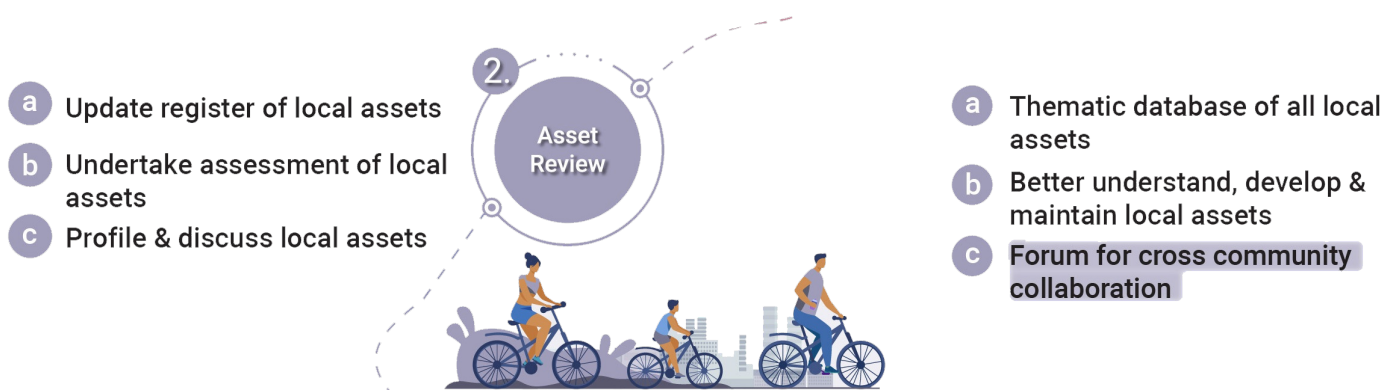 2.
Asset
Review
a Update register of local assets
b Undertake assessment of local
assets
c Profile & discuss local assets
a Thematic database of all local
assets
b Better understand, develop &
maintain local assets
c Forum for cross community
collaboration